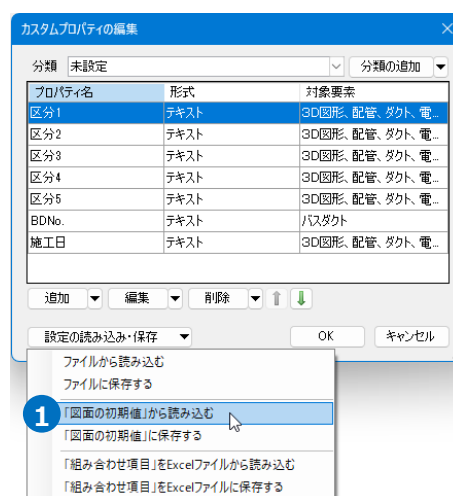 カスタムプロパティの編集
分類 未設定 分類の追加
プロパティ名 形式 対象要素
区分1 テキスト 3D図形、配管、ダクト、電...
区分2 テキスト 3D図形、配管、ダクト、電...
区分3 テキスト 3D図形、配管、ダクト、電...
区分4 テキスト 3D図形、配管、ダクト、電...
区分5 テキスト 3D図形、配管、ダクト、電...
BDNo. テキスト バスダクト
施工日 テキスト 3D図形、配管、ダクト、電...
追加 編集 削除
設定の読み込み・保存 OK キャンセル
ファイルから読み込む
ファイルに保存する
1 「図面の初期値」から読み込む
「図面の初期値」に保存する
「組み合わせ項目」をExcelファイルから読み込む
「組み合わせ項目」をExcelファイルに保存する